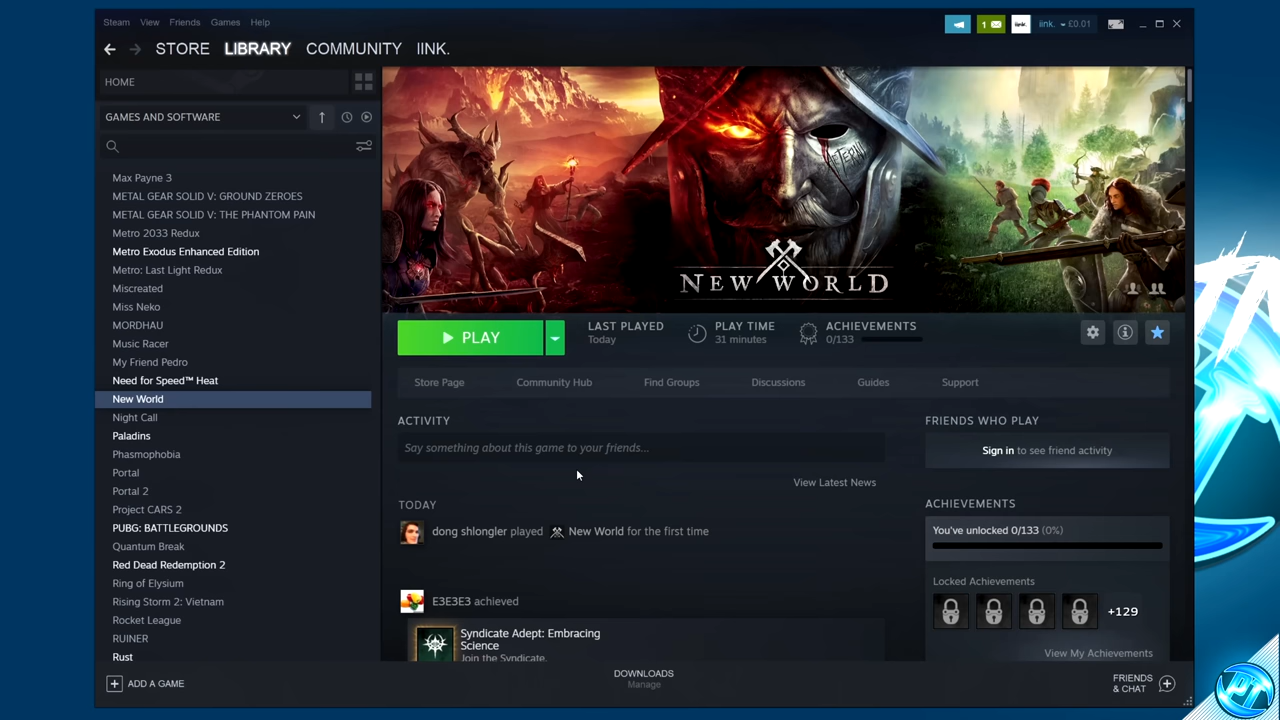 Steam View Friends Games Help
1 iink. iink. £0.01
STORE LIBRARY COMMUNITY IINK.
HOME
GAMES AND SOFTWARE
Max Payne 3
METAL GEAR SOLID V: GROUND ZEROES
METAL GEAR SOLID V: THE PHANTOM PAIN
Metro 2033 Redux
Metro Exodus Enhanced Edition
Metro: Last Light Redux
Miscreated
Miss Neko
MORDHAU
Music Racer
My Friend Pedro
Need for Speed™ Heat
New World
Night Call
Paladins
Phasmophobia
Portal
Portal 2
Project CARS 2
PUBG: BATTLEGROUNDS
Quantum Break
Red Dead Redemption 2
Ring of Elysium
Rising Storm 2: Vietnam
Rocket League
RUINER
Rust
ADD A GAME
NEW WORLD
PLAY
LAST PLAYED
Today
PLAY TIME
31 minutes
ACHIEVEMENTS
0/133
Store Page Community Hub Find Groups Discussions Guides Support
ACTIVITY
Say something about this game to your friends...
View Latest News
TODAY
dong shlongler played New World for the first time
E3E3E3 achieved
Syndicate Adept: Embracing
Science
Join the Syndicate.
FRIENDS WHO PLAY
Sign in to see friend activity
ACHIEVEMENTS
You've unlocked 0/133 (0%)
Locked Achievements
+129
View My Achievements
DOWNLOADS
Manage
FRIENDS
& CHAT